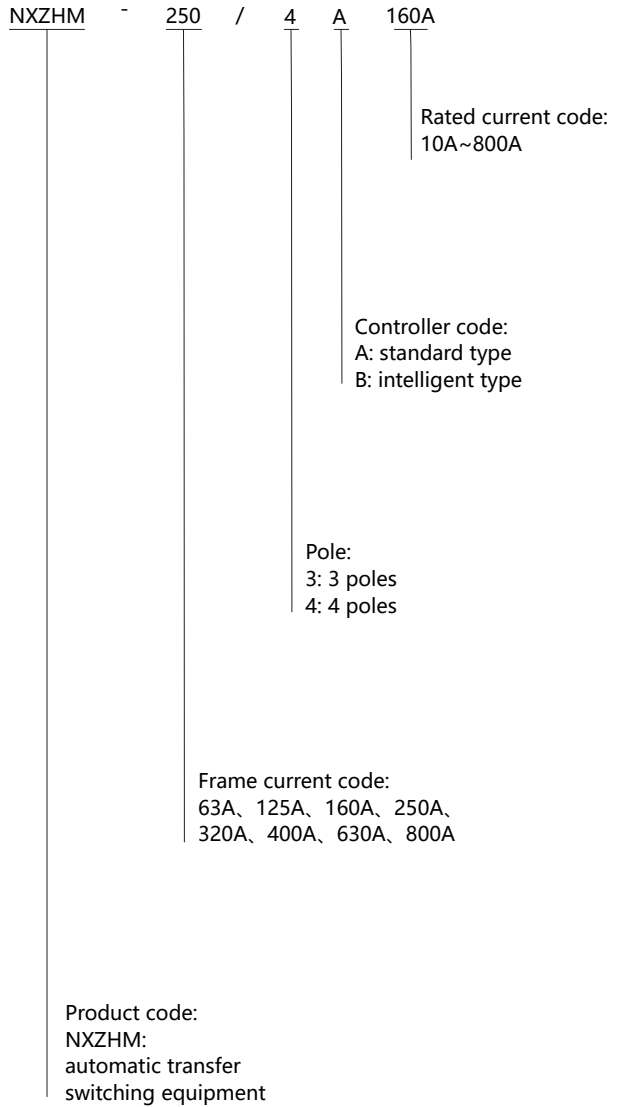 NXZHM - 250 / 4 A 160A
Rated current code:
10A~800A
Controller code:
A: standard type
B: intelligent type
Pole:
3: 3 poles
4: 4 poles
Frame current code:
63A、125A、160A、250A、
320A、400A、630A、800A
Product code:
NXZHM:
automatic transfer
switching equipment